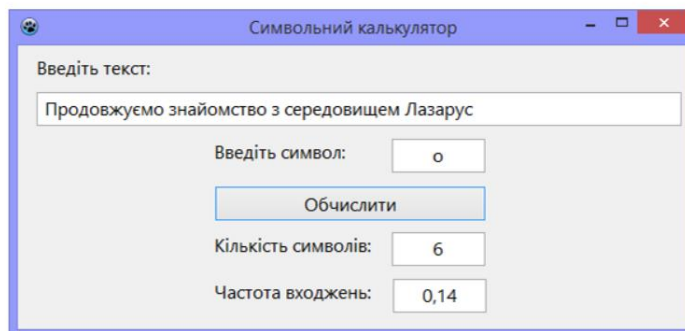 Символьний калькулятор
Введіть текст:
Продовжуємо знайомство з середовищем Лазарус
Введіть символ: о
Обчислити
Кількість символів: 6
Частота входжень: 0,14